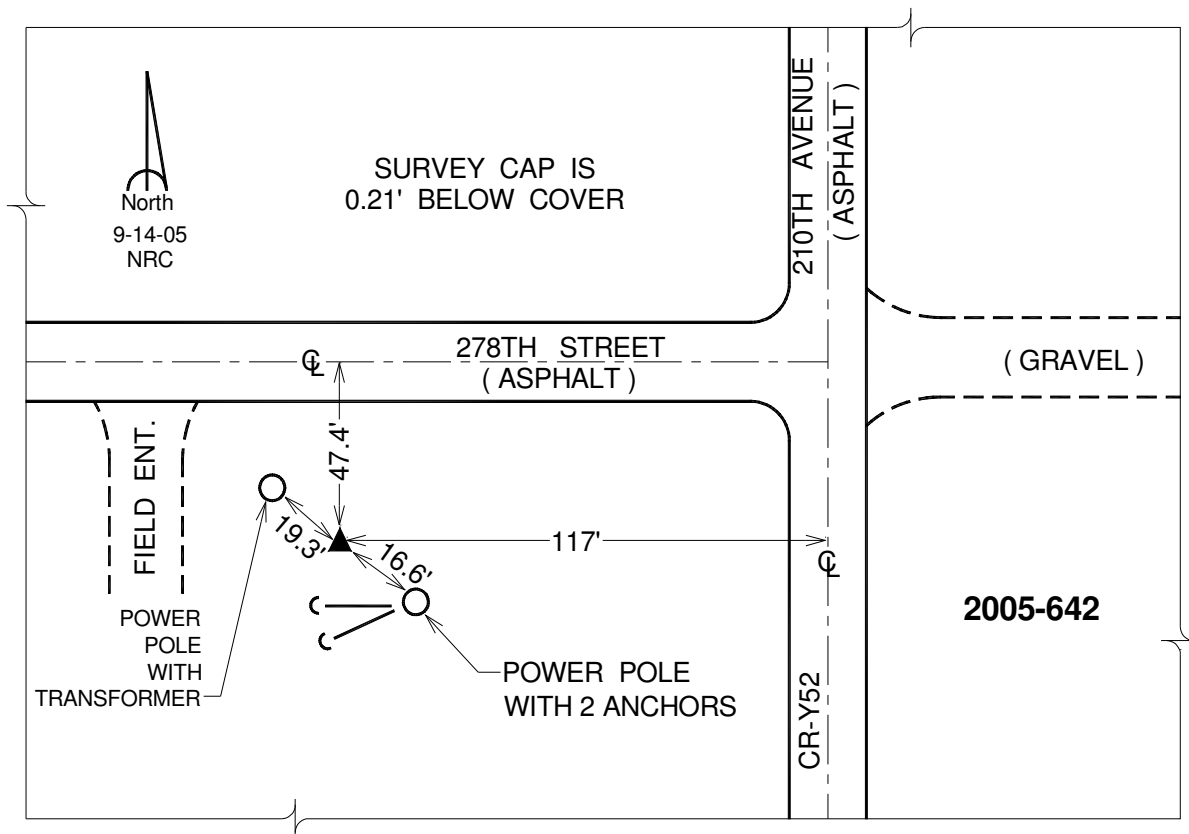 North
9-14-05
NRC
SURVEY CAP IS
0.21' BELOW COVER
210TH AVENUE
( ASPHALT )
CL
278TH STREET
( ASPHALT )
( GRAVEL )
FIELD ENT.
47.4'
19.3'
16.6'
117'
CL
POWER
POLE
WITH
TRANSFORMER
POWER POLE
WITH 2 ANCHORS
CR-Y52
2005-642